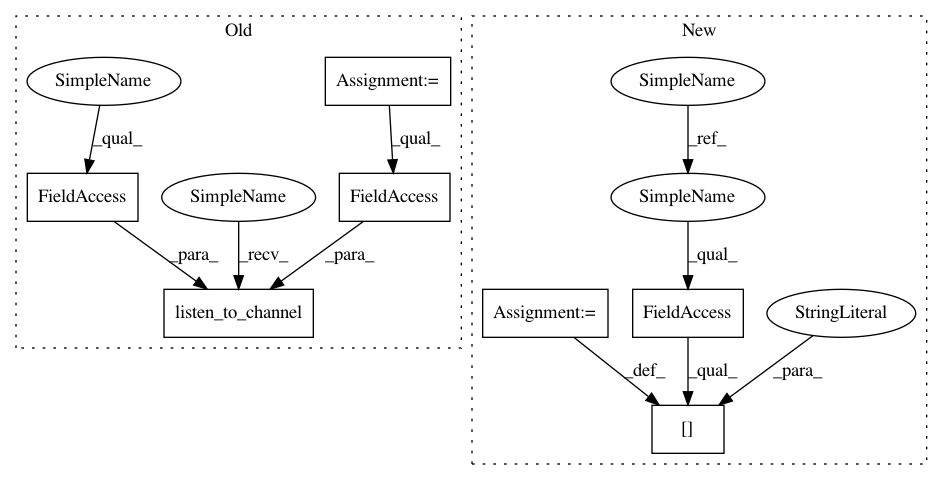 Old
New
SimpleName
Assignment:=
SimpleName
_qual_
_qual_
_ref_
FieldAccess
SimpleName
FieldAccess
SimpleName
_para_
_recv_
_para_
_qual_
listen_to_channel
Assignment:=
FieldAccess
StringLiteral
_def_
_qual_
_para_
[]